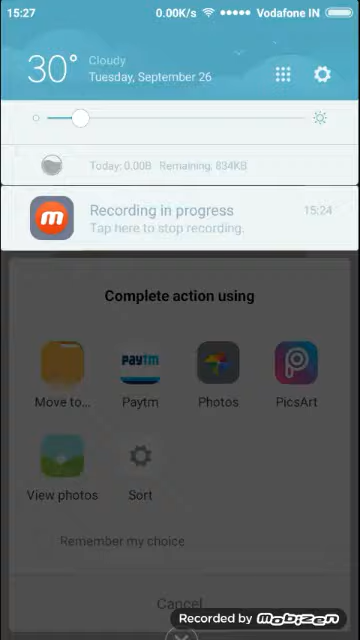 15:27
0.00K/s
Vodafone IN
30°
Cloudy
Tuesday, September 26
Today: 0.00B Remaining: 834KB
Recording in progress
15:24
Tap here to stop recording.
Complete action using
paytm
Move to...
Paytm
Photos
PicsArt
View photos
Sort
Remember my choice
Cancel
Recorded by Mobizen